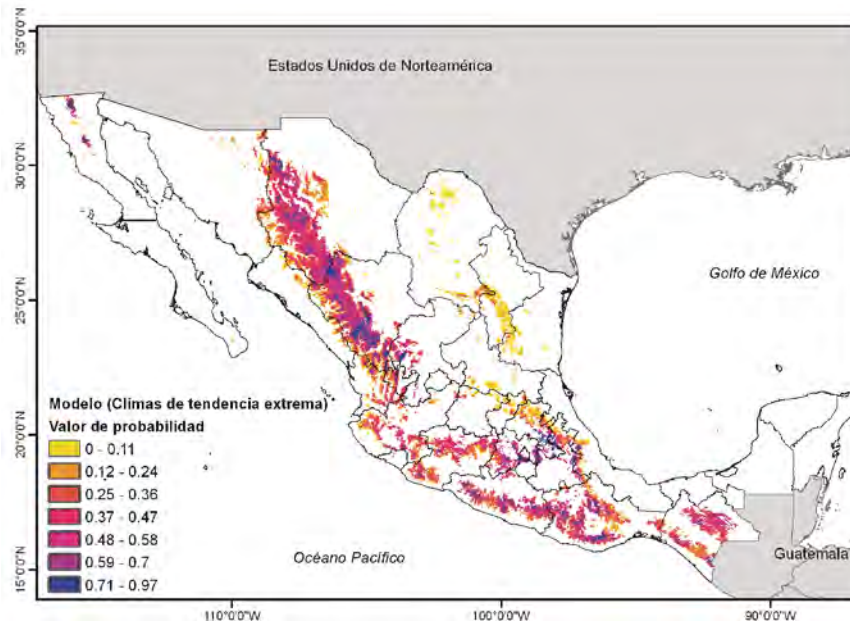 35°0'0"N
30°0'0"N
25°0'0"N
20°0'0"N
15°0'0"N
Estados Unidos de Norteamérica
Golfo de México
Modelo (Climas de tendencia extrema)
Valor de probabilidad
0 - 0.11
0.12 - 0.24
0.25 - 0.36
0.37 - 0.47
0.48 - 0.58
0.59 - 0.7
0.71 - 0.97
Océano Pacífico
Guatemala
110°0'0"W
100°0'0"W
90°0'0"W